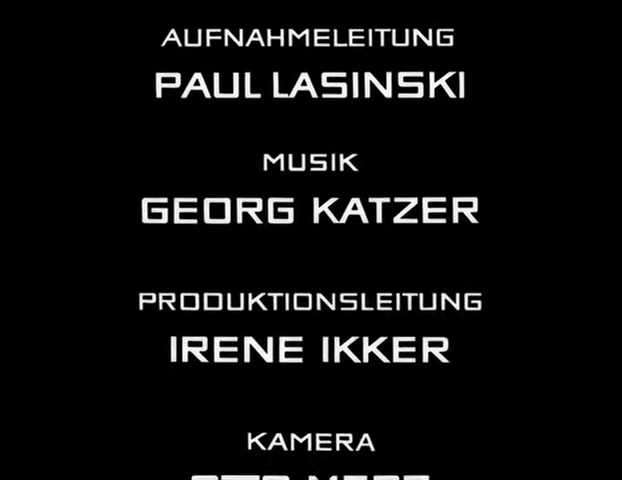 AUFNAHMELEITUNG
PAUL LASINSKI
MUSIK
GEORG KATZER
PRODUKTIONSLEITUNG
IRENE IKKER
KAMERA